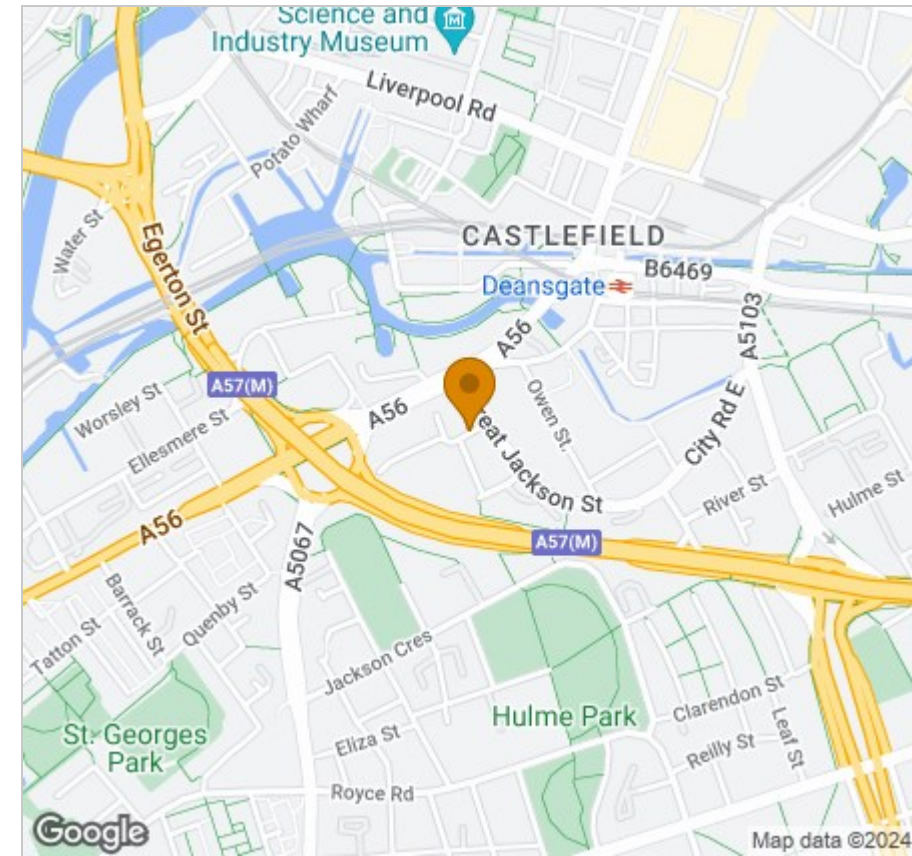 Science and
Industry Museum
Liverpool Rd
Potato Wharf
Water St
CASTLEFIELD
Egerton St
B6469
Deansgate
A5103
A56
A57(M)
Worsley St
Owen St.
A56
Ellesmere St
City Rd E
eat Jackson St
River St
Hulme St
A56
A57(M)
A5067
Barrack St
Quenby St
Tatton St
Jackson Cres
Clarendon St
Hulme Park
Leaf St
St. Georges
Park
Eliza St
Reilly St
Royce Rd
Google
Map data ©2024